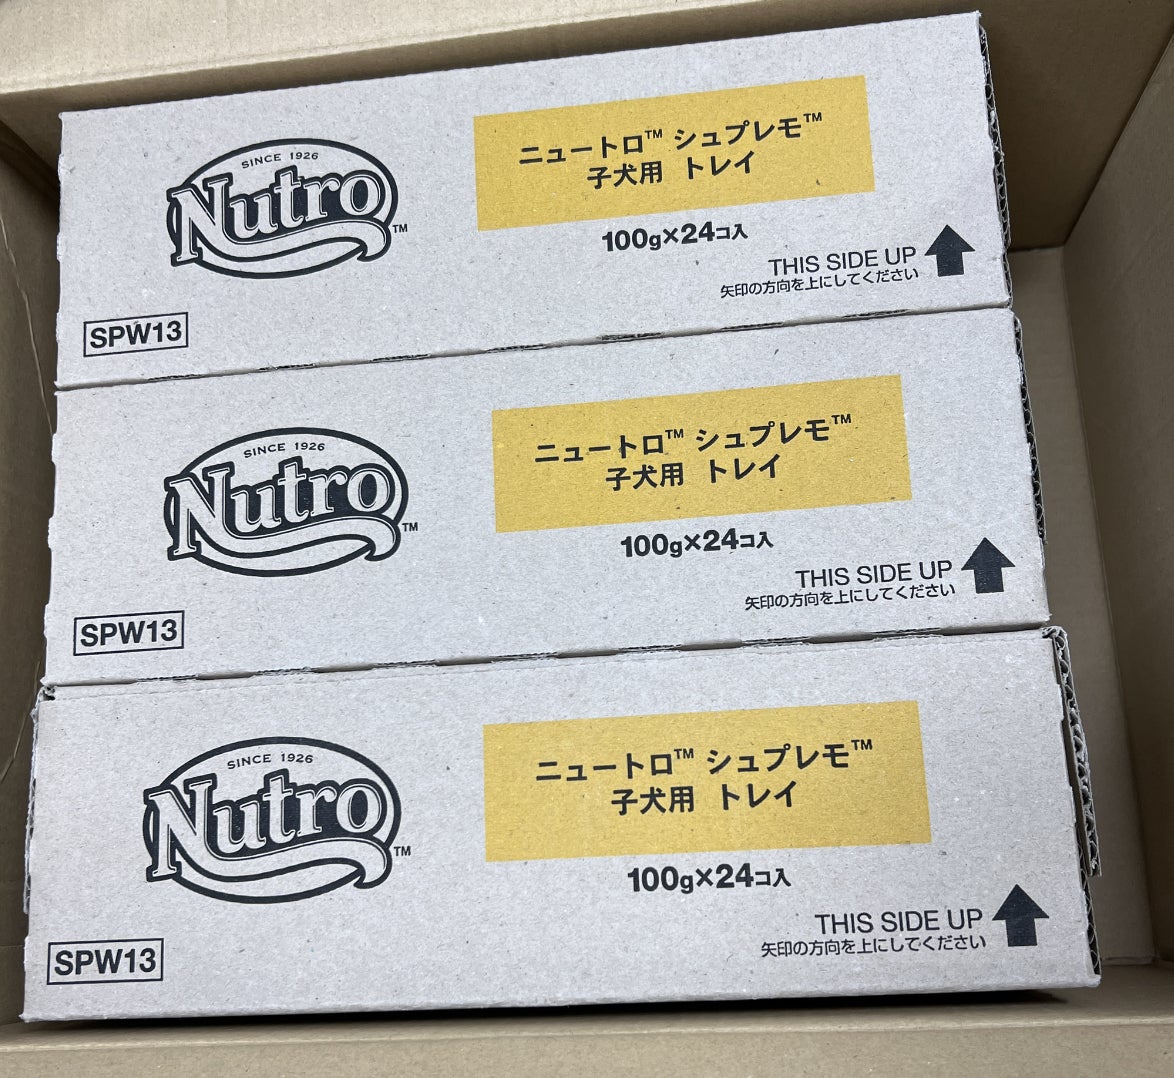 SINCE 1926
Nutro™
ニュートロ™ シュプレモ™
子犬用 トレイ
100g×24コ入
THIS SIDE UP
矢印の方向を上にしてください
SPW13
SINCE 1926
Nutro™
ニュートロ™ シュプレモ™
子犬用 トレイ
100g×24コ入
THIS SIDE UP
矢印の方向を上にしてください
SPW13
SINCE 1926
Nutro™
ニュートロ™ シュプレモ™
子犬用 トレイ
100g×24コ入
THIS SIDE UP
矢印の方向を上にしてください
SPW13